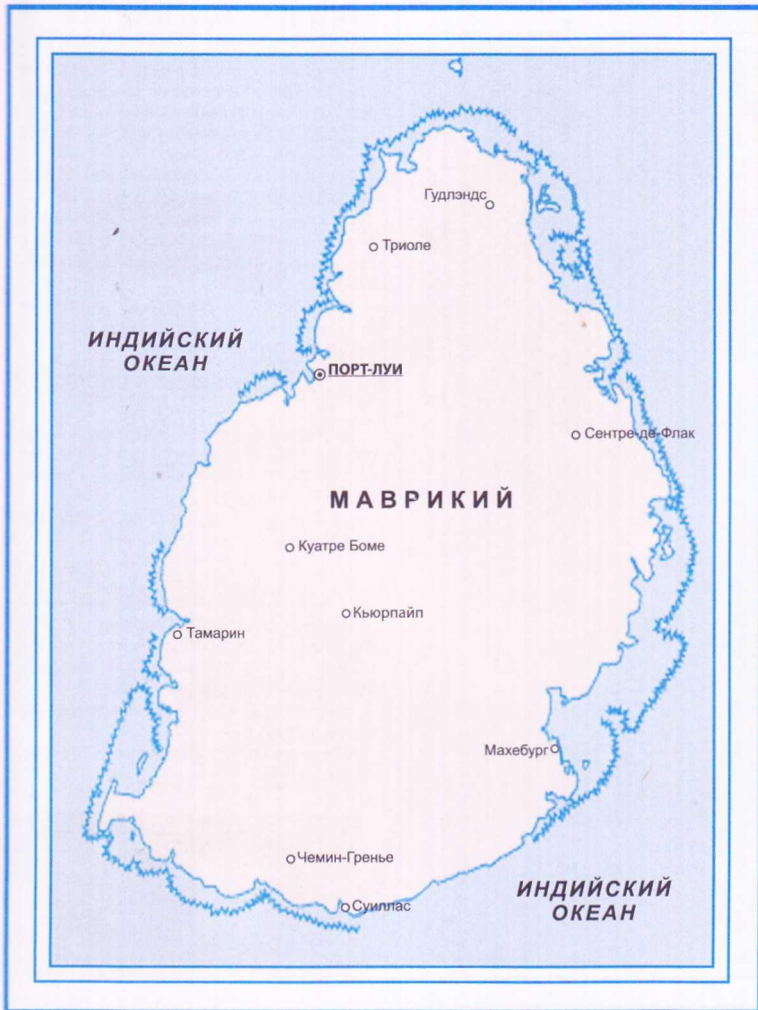 Гудлэндс
Триоле
ИНДИЙСКИЙ
ОКЕАН
ПОРТ-ЛУИ
Сентре-де-Флак
МАВРИКИЙ
Куатре Боме
Кьюрпайп
Тамарин
Махебург
Чемин-Гренье
ИНДИЙСКИЙ
ОКЕАН
Суиллас